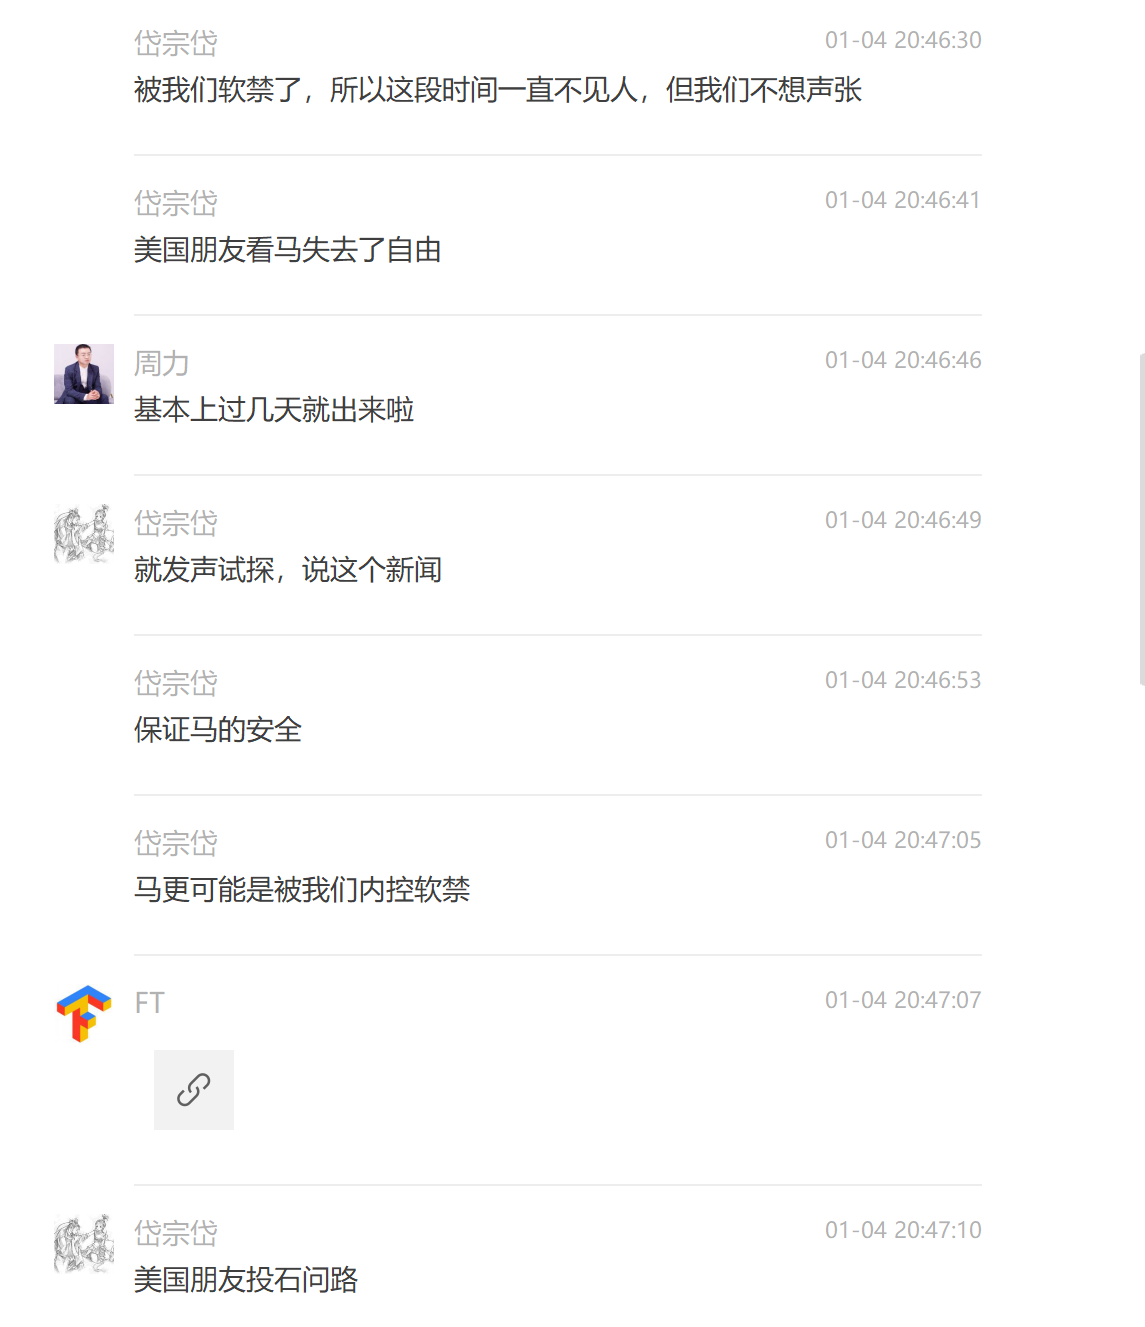 岱宗岱 01-04 20:46:30
被我们软禁了，所以这段时间一直不见人，但我们不想声张
岱宗岱 01-04 20:46:41
美国朋友看马失去了自由
周力 01-04 20:46:46
基本上过几天就出来啦
岱宗岱 01-04 20:46:49
就发声试探，说这个新闻
岱宗岱 01-04 20:46:53
保证马的安全
岱宗岱 01-04 20:47:05
马更可能是被我们内控软禁
FT 01-04 20:47:07
岱宗岱 01-04 20:47:10
美国朋友投石问路